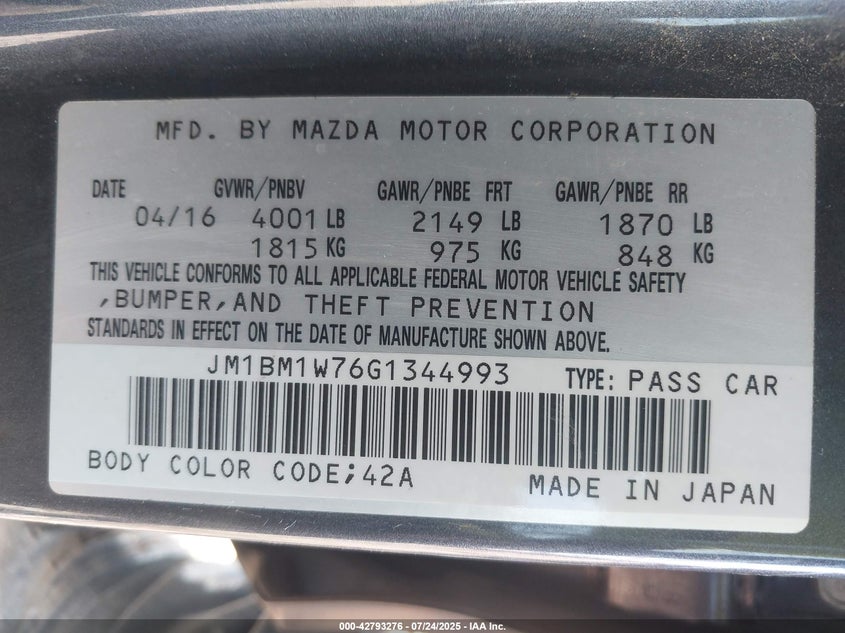 MFD. BY MAZDA MOTOR CORPORATION
DATE GVWR/PNBV GAWR/PNBE FRT GAWR/PNBE RR
04/16 4001 LB 2149 LB 1870 LB
1815 KG 975 KG 848 KG
THIS VEHICLE CONFORMS TO ALL APPLICABLE FEDERAL MOTOR VEHICLE SAFETY
,BUMPER,AND THEFT PREVENTION
STANDARDS IN EFFECT ON THE DATE OF MANUFACTURE SHOWN ABOVE.
JM1BM1W76G1344993 TYPE: PASS CAR
BODY COLOR CODE;42A
MADE IN JAPAN
000-42793276 - 07/24/2025 - IAA Inc.